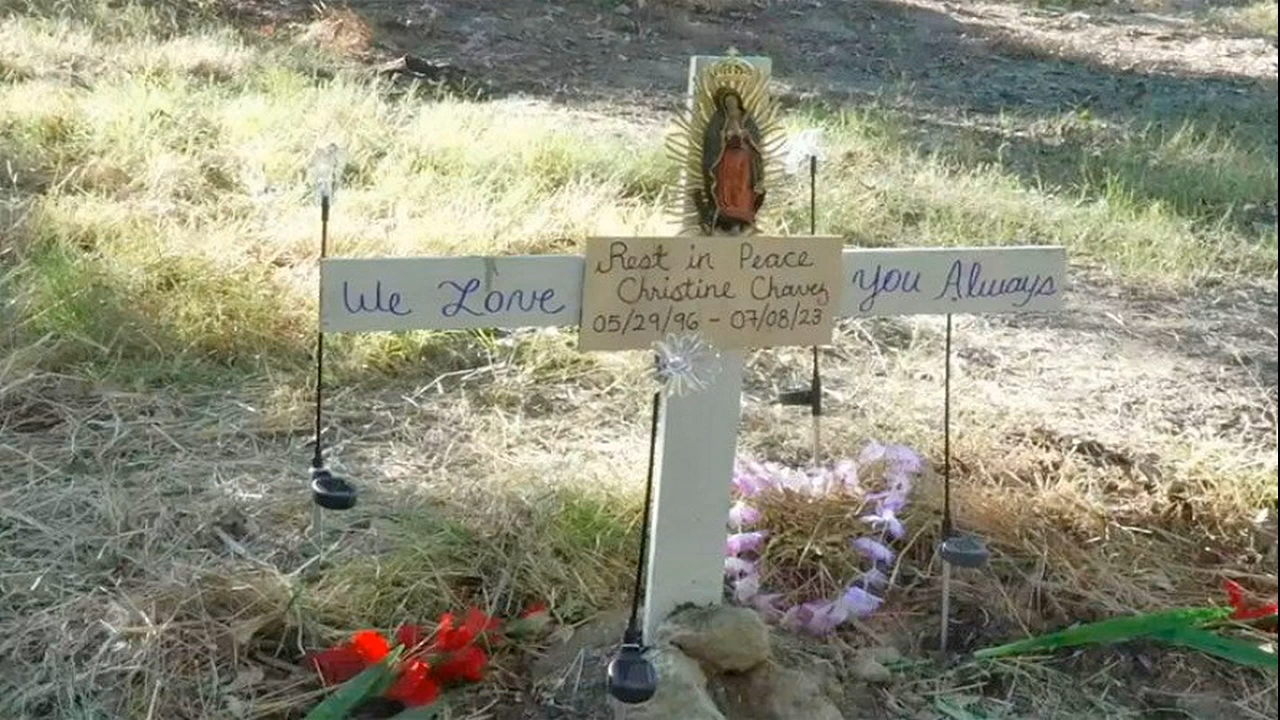 We Love
Rest in Peace
Christine Chavez
05/29/96 - 07/08/23
You Always